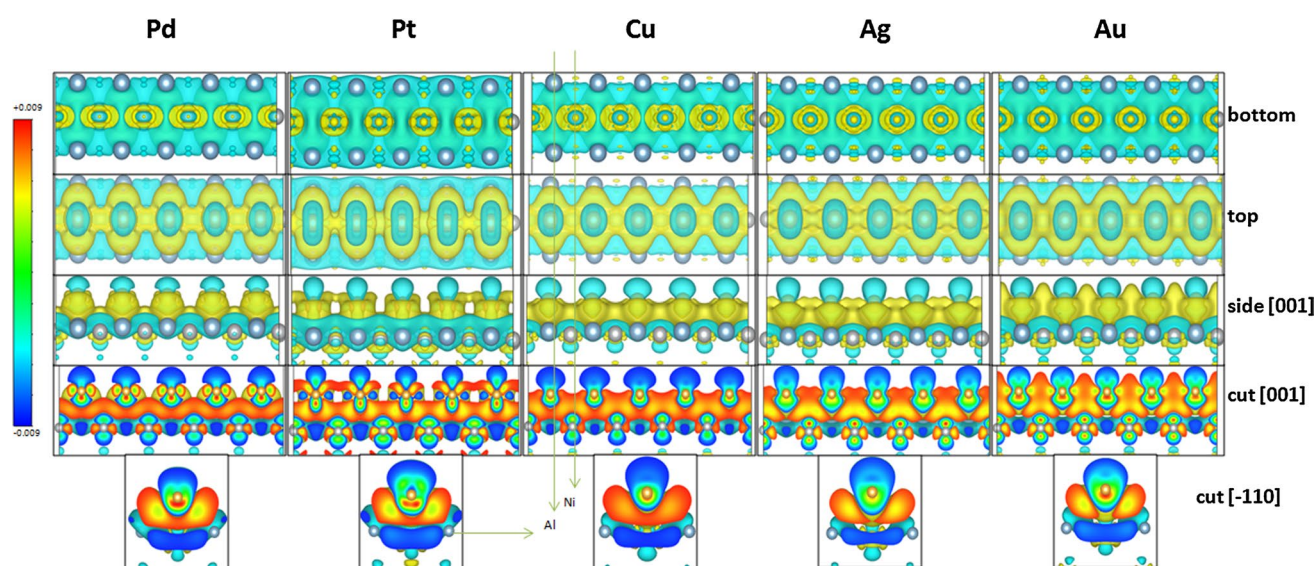 Pd Pt Cu Ag Au
+0.009
bottom
top
side [001]
cut [001]
-0.009
cut [-110]
Ni
Al